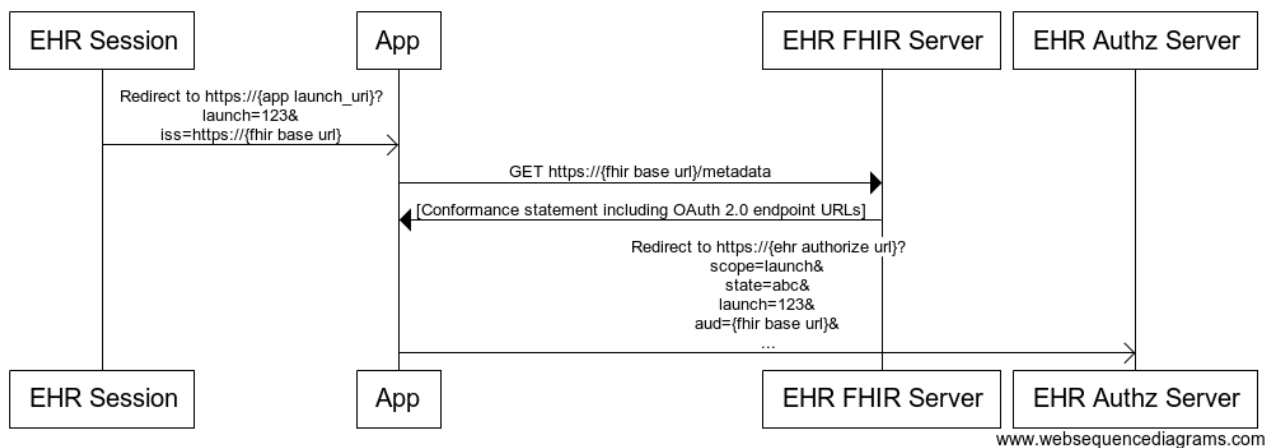 EHR Session
App
EHR FHIR Server
EHR Authz Server
Redirect to https://{app launch_uri}?
launch=123&
iss=https://{fhir base url}
GET https://{fhir base url}/metadata
[Conformance statement including OAuth 2.0 endpoint URLs]
Redirect to https://{ehr authorize url}?
scope=launch&
state=abc&
launch=123&
aud={fhir base url}&
...
EHR Session
App
EHR FHIR Server
EHR Authz Server
www.websequencediagrams.com